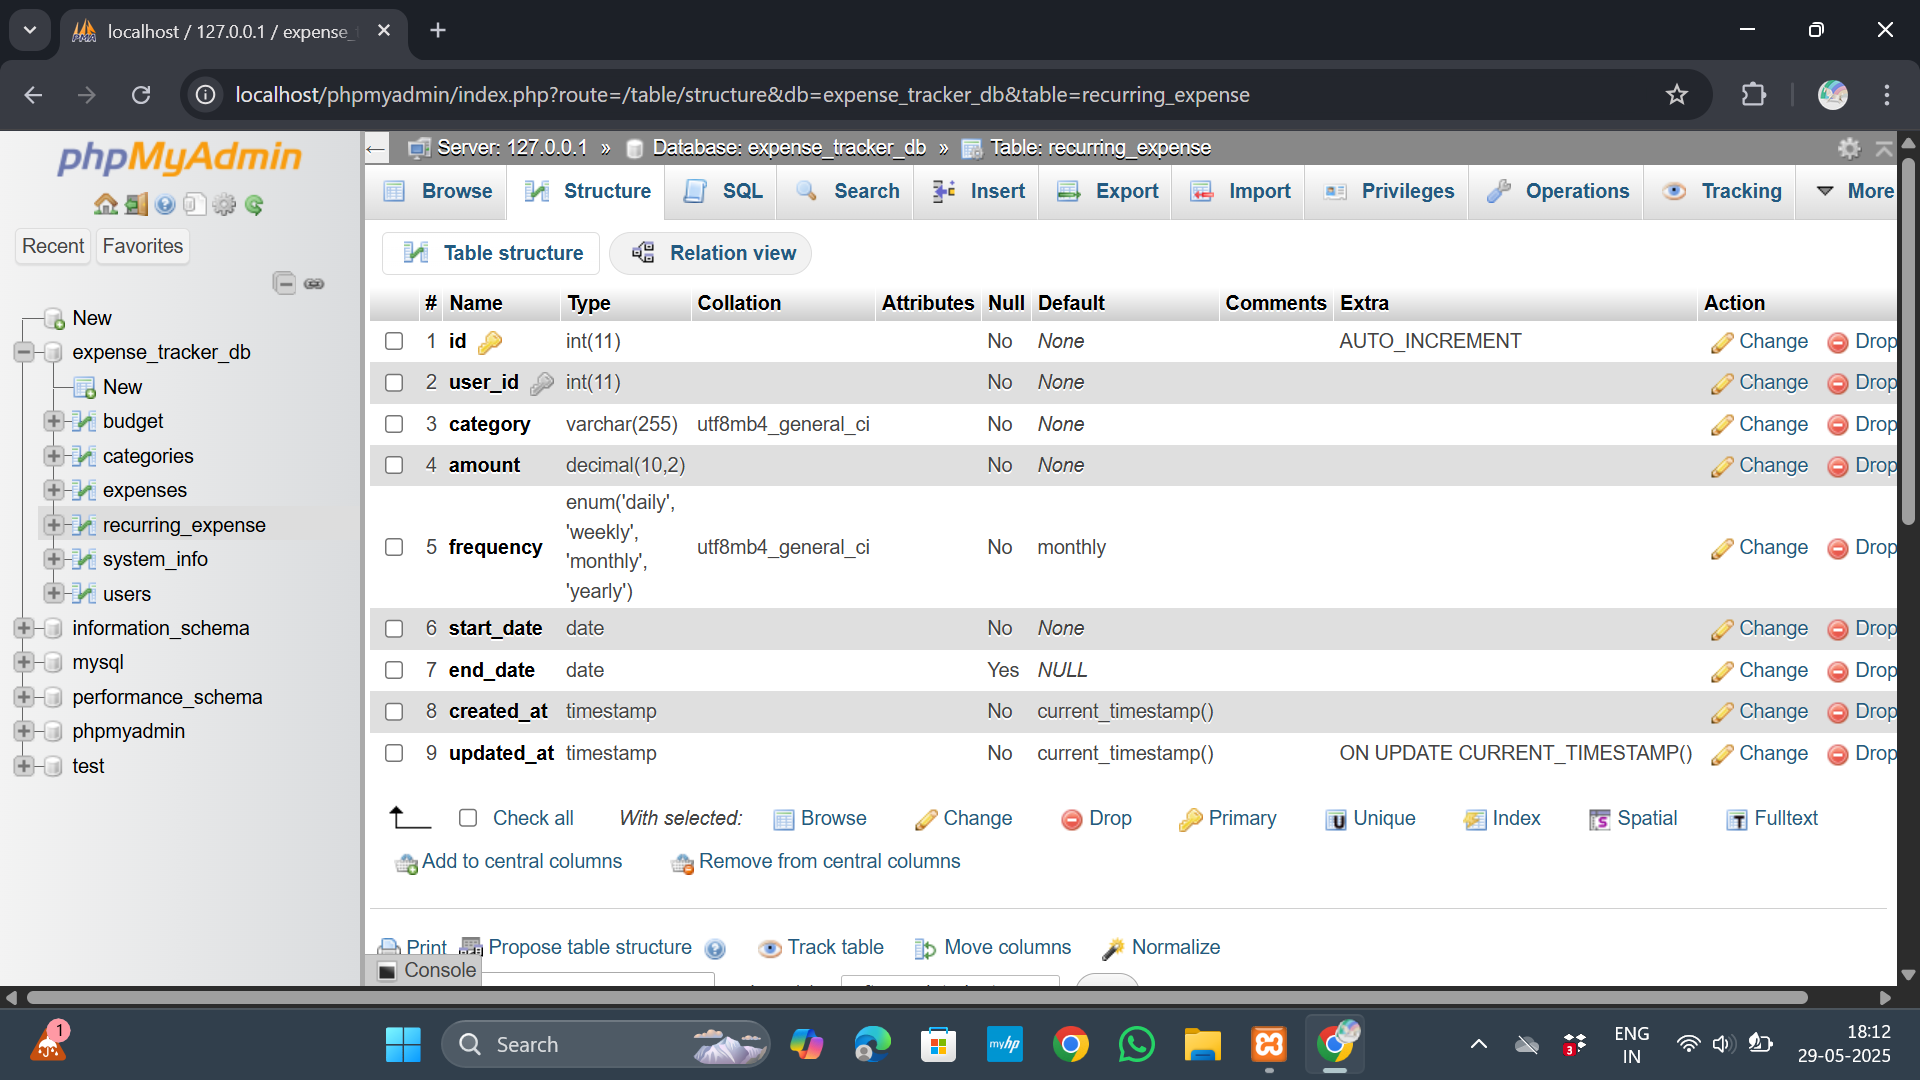 localhost / 127.0.0.1 / expense_
localhost/phpmyadmin/index.php?route=/table/structure&db=expense_tracker_db&table=recurring_expense
phpMyAdmin
Recent Favorites
New
expense_tracker_db
New
budget
categories
expenses
recurring_expense
system_info
users
information_schema
mysql
performance_schema
phpmyadmin
test
Server: 127.0.0.1 » Database: expense_tracker_db » Table: recurring_expense
Browse Structure SQL Search Insert Export Import Privileges Operations Tracking More
Table structure Relation view
# Name Type Collation Attributes Null Default Comments Extra Action
1 id int(11) No None AUTO_INCREMENT Change Drop
2 user_id int(11) No None Change Drop
3 category varchar(255) utf8mb4_general_ci No None Change Drop
4 amount decimal(10,2) No None Change Drop
enum('daily',
'weekly',
5 frequency utf8mb4_general_ci No monthly Change Drop
'monthly',
'yearly')
6 start_date date No None Change Drop
7 end_date date Yes NULL Change Drop
8 created_at timestamp No current_timestamp() Change Drop
9 updated_at timestamp No current_timestamp() ON UPDATE CURRENT_TIMESTAMP() Change Drop
Check all With selected: Browse Change Drop Primary Unique Index Spatial Fulltext
Add to central columns Remove from central columns
Print Propose table structure Track table Move columns Normalize
Console
1
Search
myhp
3
ENG
IN
18:12
29-05-2025